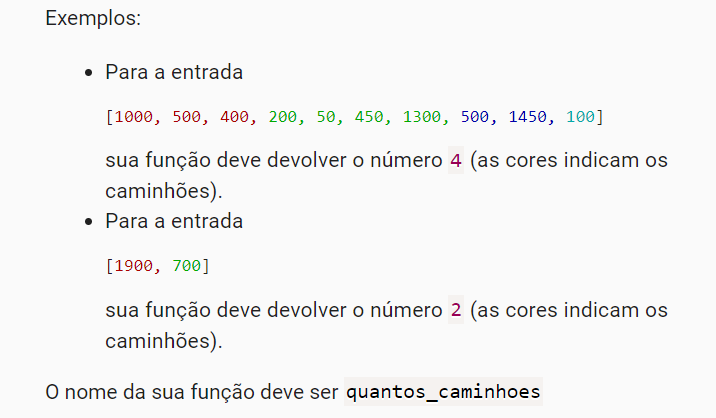 Exemplos:
• Para a entrada
[1000, 500, 400, 200, 50, 450, 1300, 500, 1450, 100]
sua função deve devolver o número 4 (as cores indicam os
caminhões).
• Para a entrada
[1900, 700]
sua função deve devolver o número 2 (as cores indicam os
caminhões).
O nome da sua função deve ser quantos_caminhoes